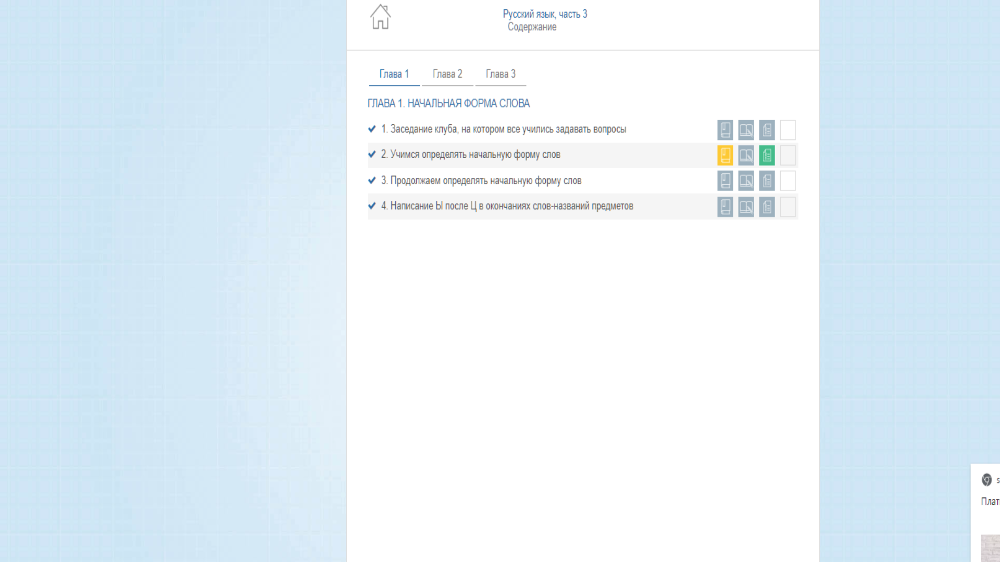 Русский язык, часть 3
Содержание
Глава 1 Глава 2 Глава 3
ГЛАВА 1. НАЧАЛЬНАЯ ФОРМА СЛОВА
1. Заседание клуба, на котором все учились задавать вопросы
2. Учимся определять начальную форму слов
3. Продолжаем определять начальную форму слов
4. Написание Ы после Ц в окончаниях слов-названий предметов